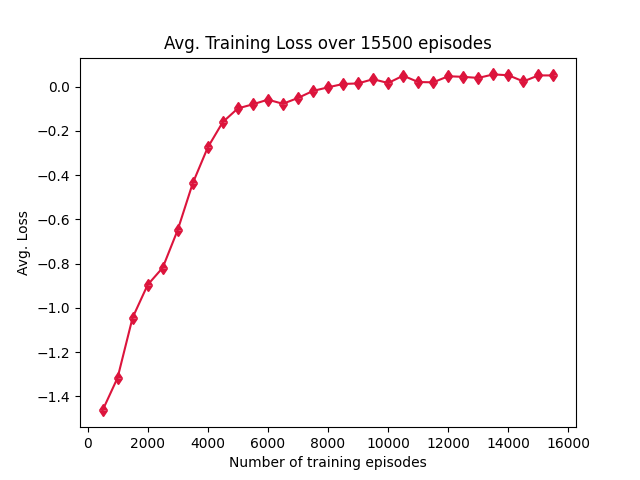 Avg. Training Loss over 15500 episodes
0.0
−0.2
−0.4
−0.6
−0.8
−1.0
−1.2
−1.4
Avg. Loss
0 2000 4000 6000 8000 10000 12000 14000 16000
Number of training episodes